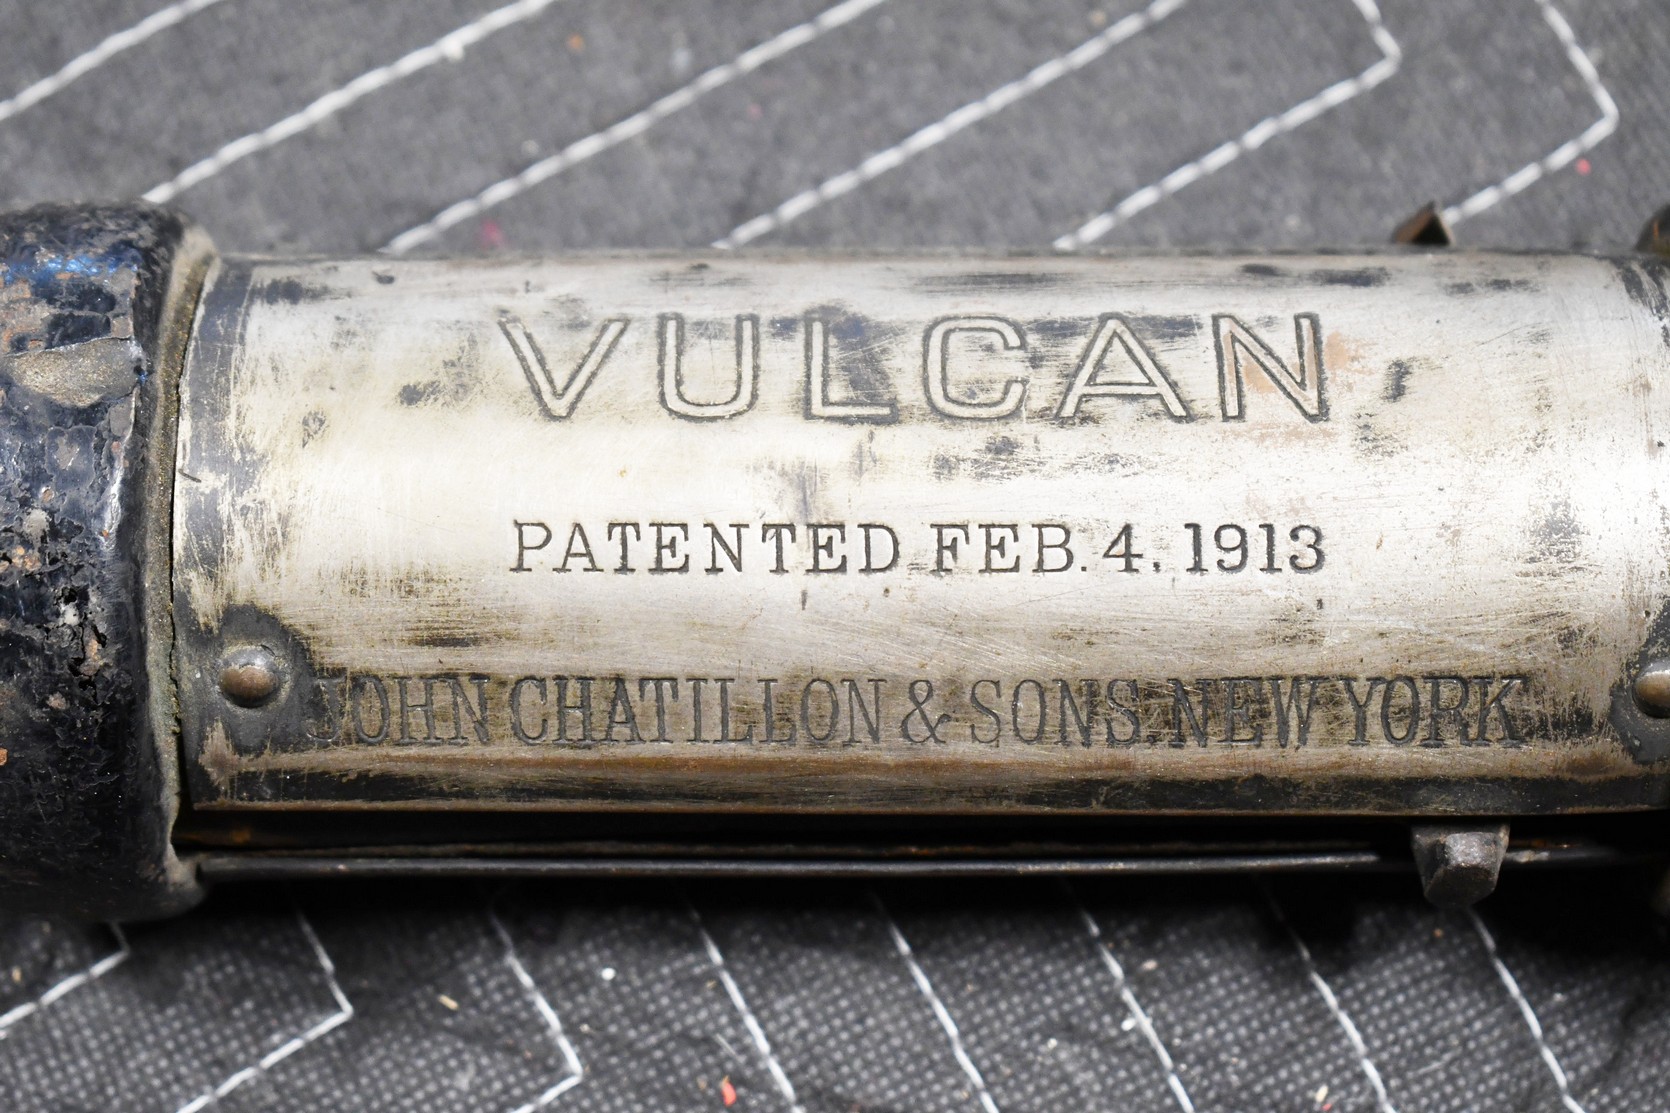 VULCAN
PATENTED FEB. 4, 1913
JOHN CHATILLON & SONS NEW YORK